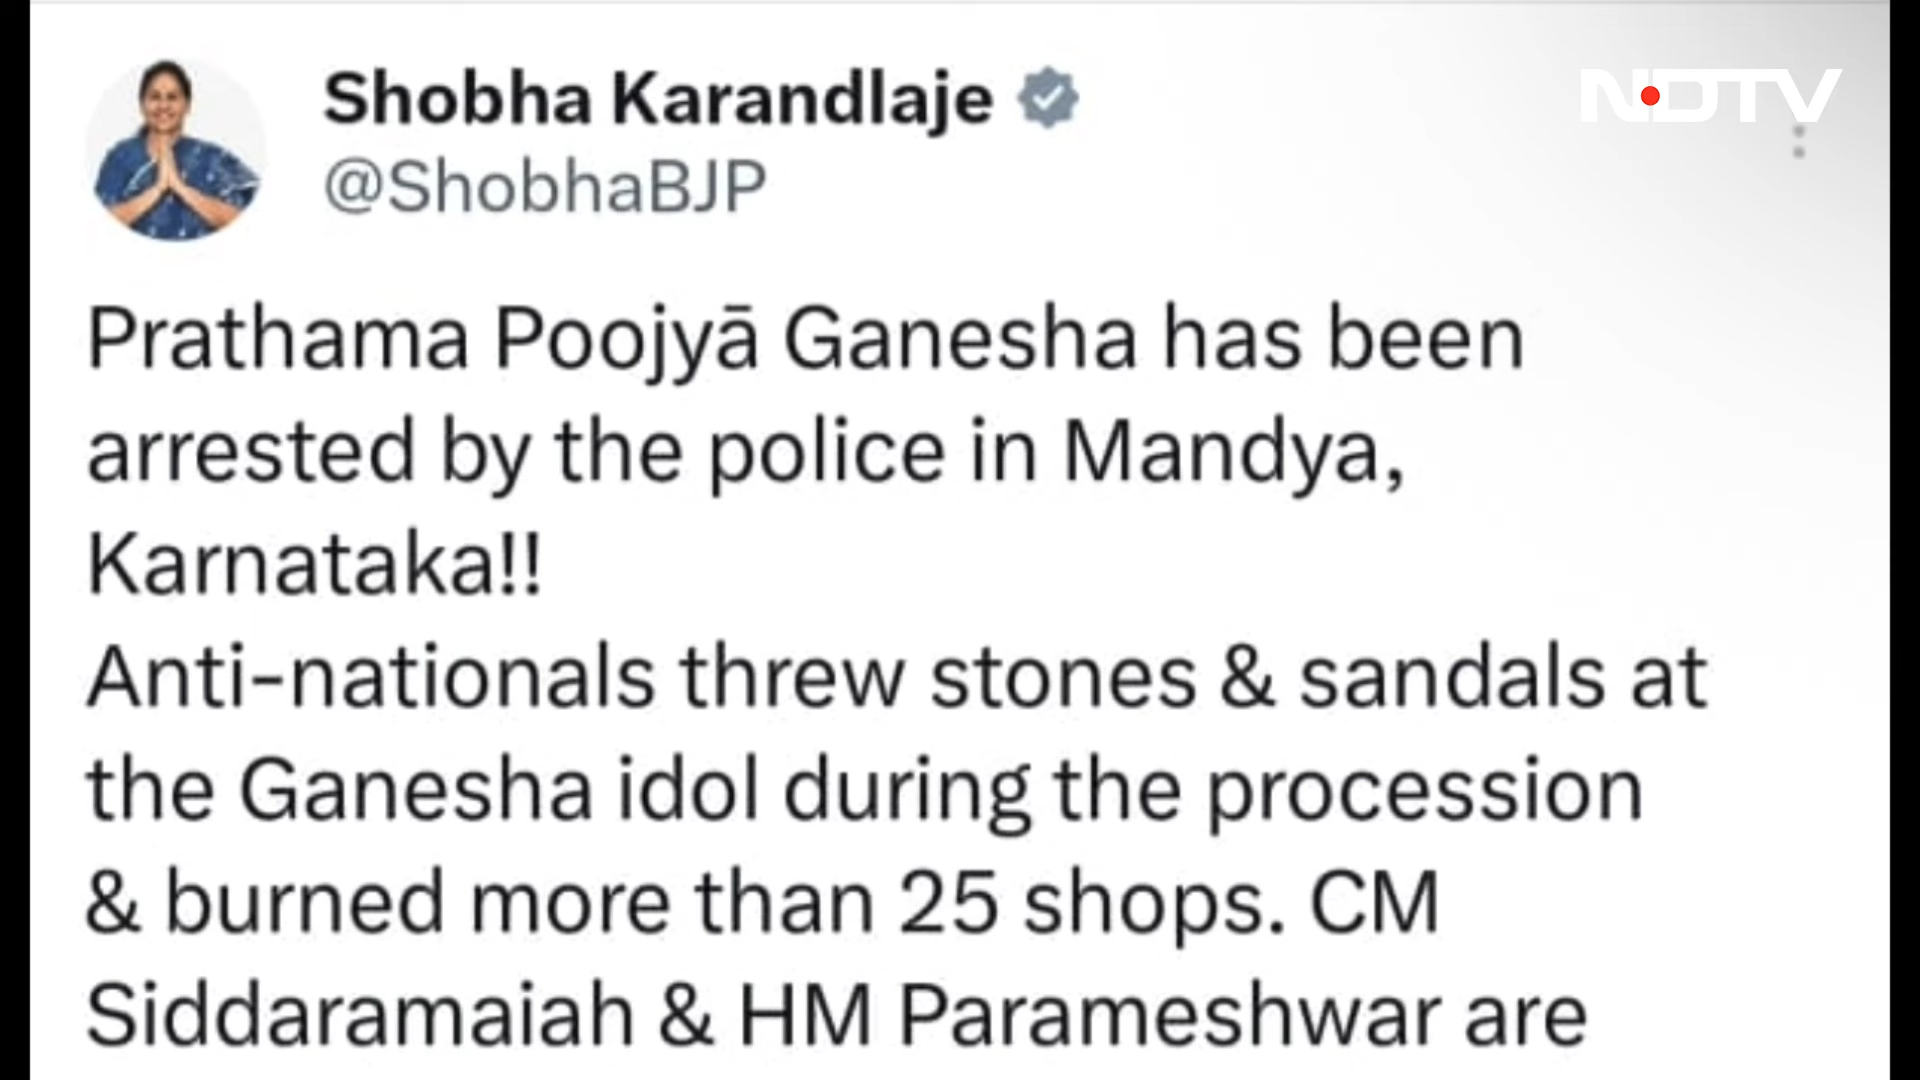 Shobha Karandlaje
NDTV
@ShobhaBJP
Prathama Poojyā Ganesha has been
arrested by the police in Mandya,
Karnataka!!
Anti-nationals threw stones & sandals at
the Ganesha idol during the procession
& burned more than 25 shops. CM
Siddaramaiah & HM Parameshwar are